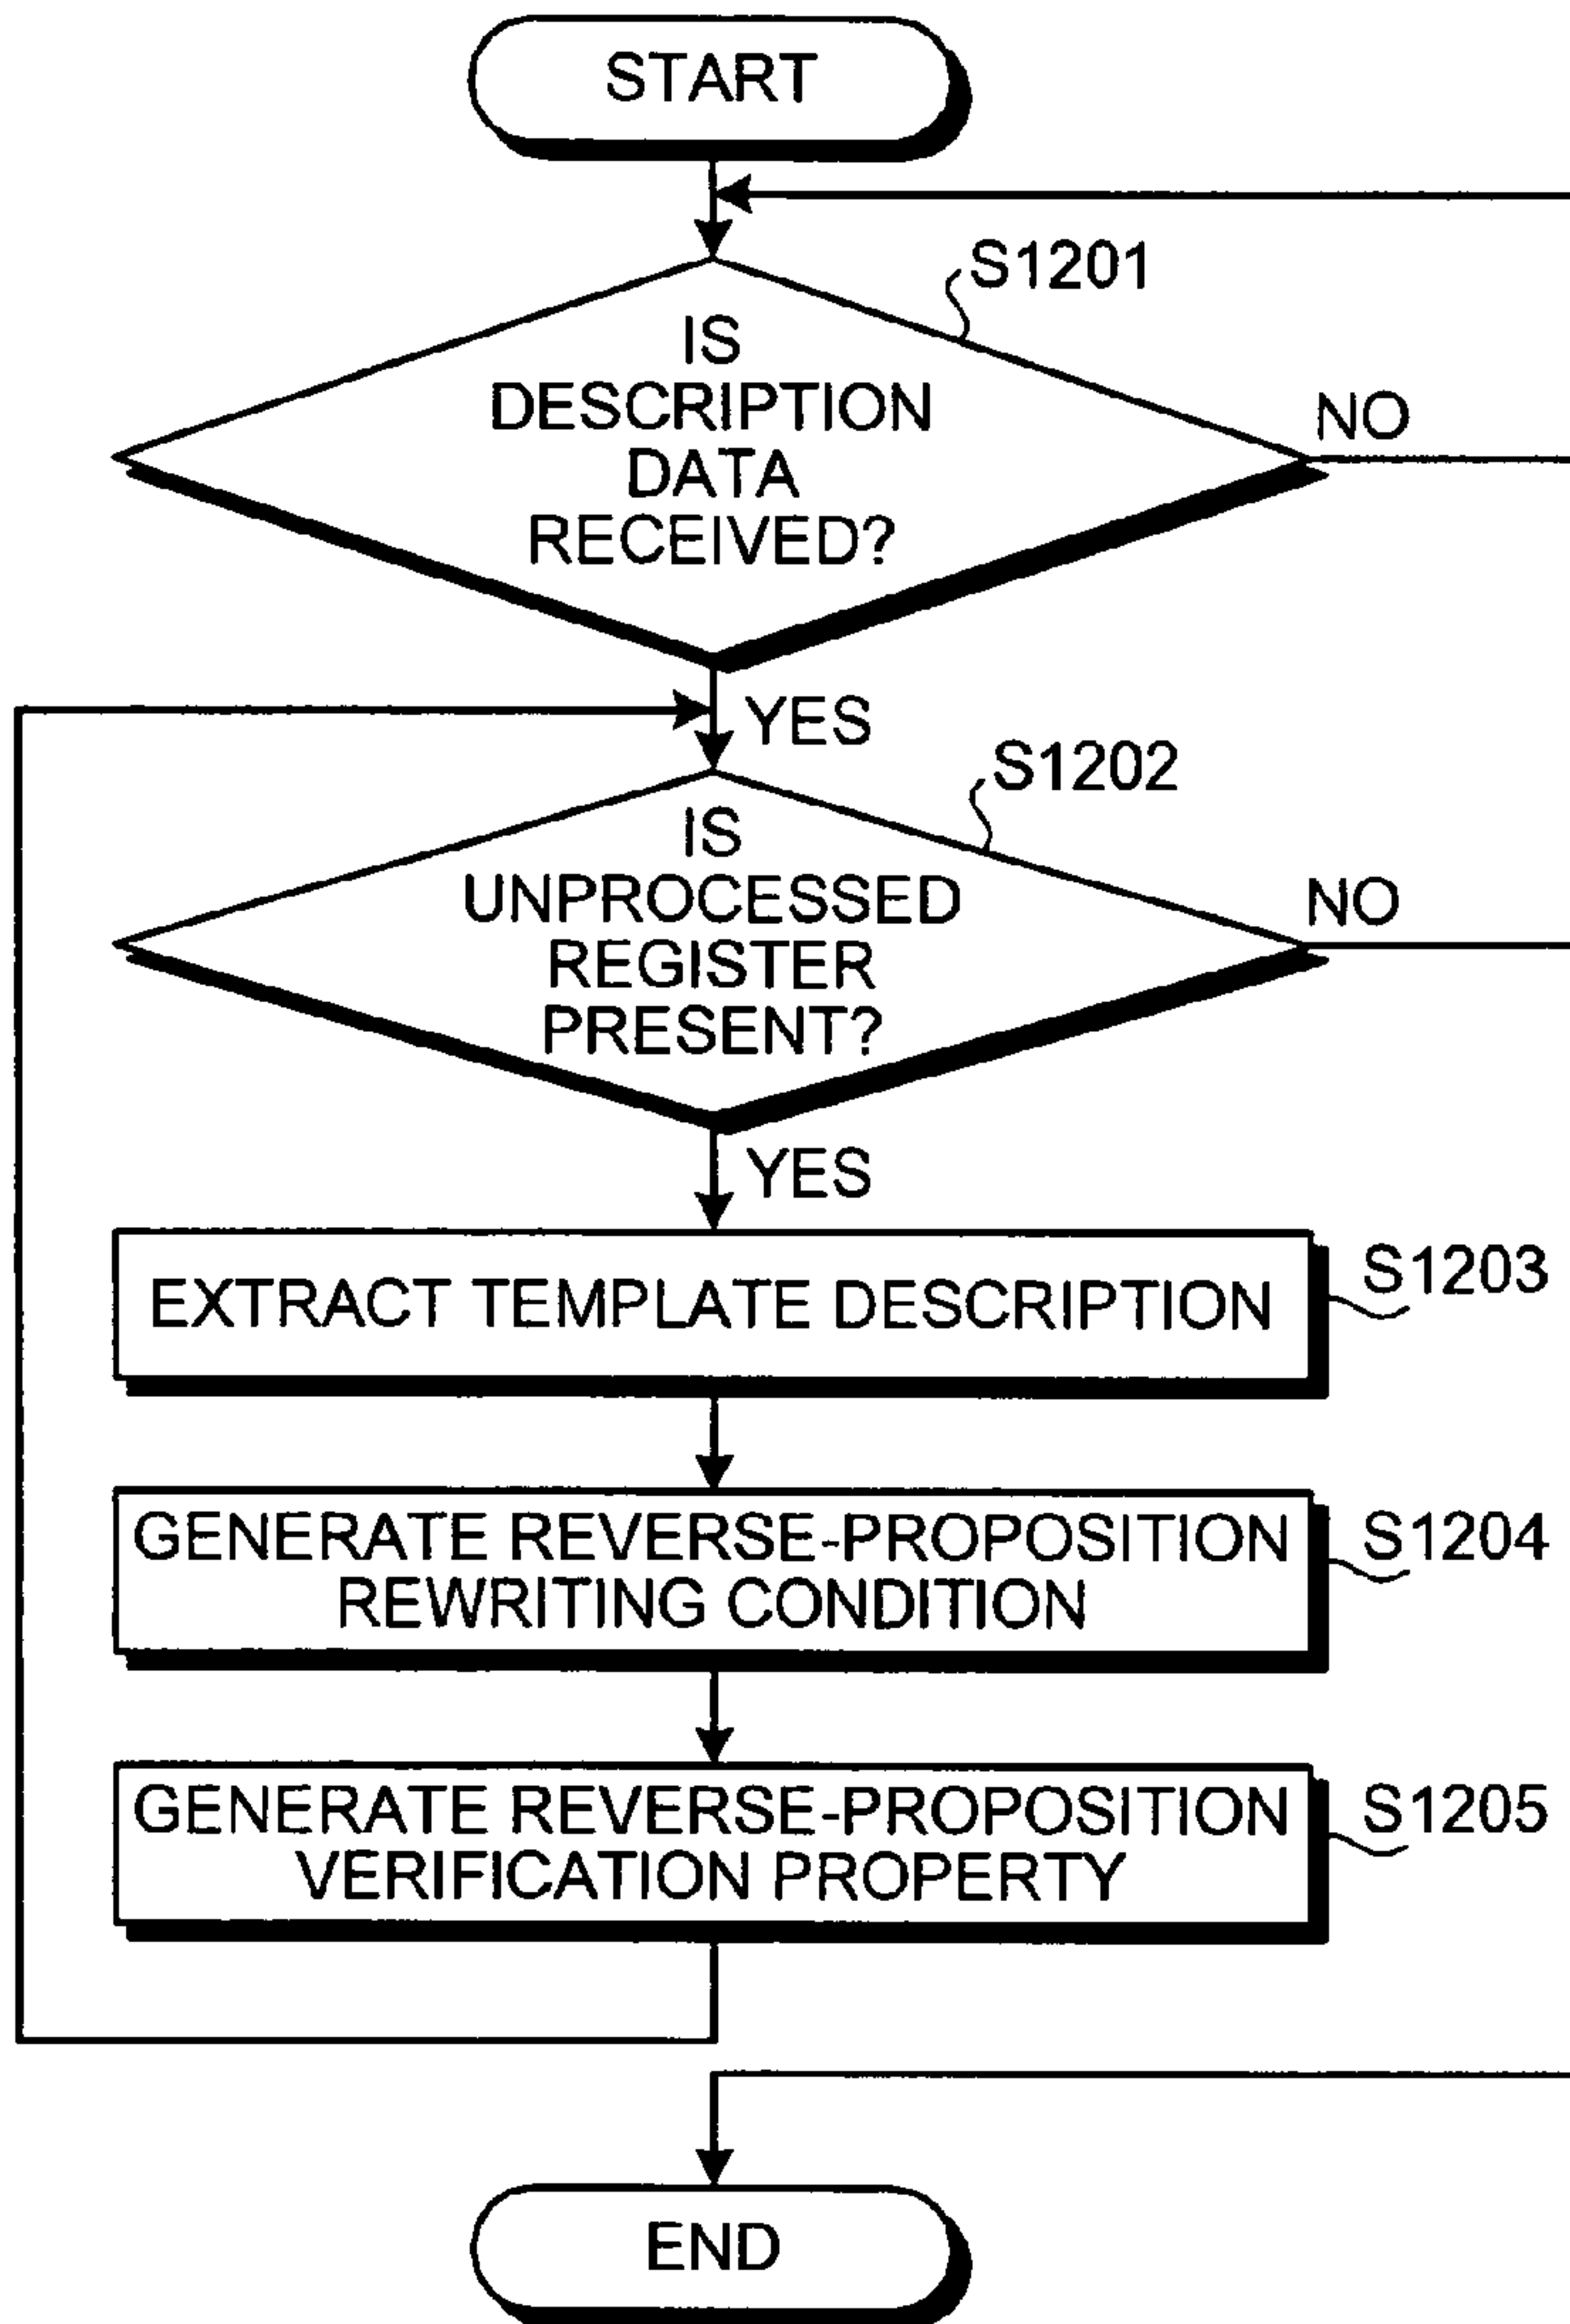 START
S1201
IS
DESCRIPTION
DATA
RECEIVED?
NO
YES
S1202
IS
UNPROCESSED
REGISTER
PRESENT?
NO
YES
EXTRACT TEMPLATE DESCRIPTION
S1203
GENERATE REVERSE-PROPOSITION
REWRITING CONDITION
S1204
GENERATE REVERSE-PROPOSITION
VERIFICATION PROPERTY
S1205
END